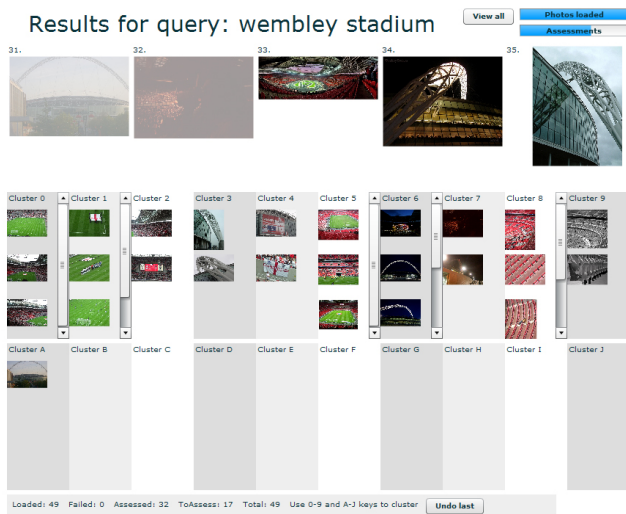 Results for query: wembley stadium
View all
Photos loaded
Assessments
31. 32. 33. 34. 35.
Cluster 0 Cluster 1 Cluster 2 Cluster 3 Cluster 4 Cluster 5 Cluster 6 Cluster 7 Cluster 8 Cluster 9
Cluster A Cluster B Cluster C Cluster D Cluster E Cluster F Cluster G Cluster H Cluster I Cluster J
Loaded: 49 Failed: 0 Assessed: 32 ToAssess: 17 Total: 49 Use 0-9 and A-J keys to cluster Undo last